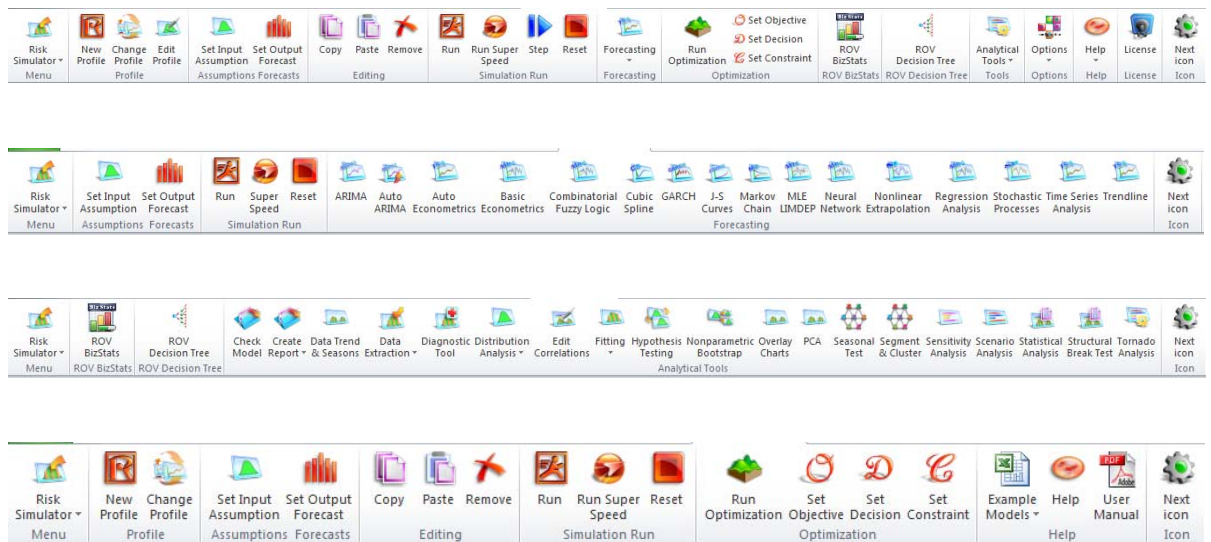 Risk Simulator
New Profile
Change Profile
Edit Profile
Set Input Assumption
Set Output Forecast
Copy
Paste
Remove
Run
Run Super Speed
Step
Reset
Forecasting
Run Optimization
Set Objective
Set Decision
Set Constraint
BizStats
ROV BizStats
ROV Decision Tree
Analytical Tools
Options
Help
License
Next icon
Menu
Profile
Assumptions
Forecasts
Editing
Simulation Run
Forecasting
Optimization
ROV BizStats
ROV Decision Tree
Tools
Options
Help
License
Icon
Risk Simulator
Set Input Assumption
Set Output Forecast
Run
Super Speed
Reset
ARIMA
Auto ARIMA
Auto Econometrics
Basic Econometrics
Combinatorial Fuzzy Logic
Cubic Spline
GARCH
J-S Curves
Markov Chain
MLE LIMDEP
Neural Network
Nonlinear Extrapolation
Regression Analysis
Stochastic Processes
Time Series Analysis
Trendline
Next icon
Menu
Assumptions
Forecasts
Simulation Run
Forecasting
Icon
Risk Simulator
BizStats
ROV BizStats
ROV Decision Tree
Check Model
Create Report
Data Trend & Seasons
Data Extraction
Diagnostic Tool
Distribution Analysis
Edit Correlations
Fitting
Hypothesis Testing
Nonparametric Bootstrap
Overlay Charts
PCA
Seasonal Test
Segment & Cluster
Sensitivity Analysis
Scenario Analysis
Statistical Analysis
Structural Break Test
Tornado Analysis
Next icon
Menu
ROV BizStats
ROV Decision Tree
Analytical Tools
Icon
Risk Simulator
New Profile
Change Profile
Set Input Assumption
Set Output Forecast
Copy
Paste
Remove
Run
Run Super Speed
Reset
Run Optimization
Set Objective
Set Decision
Set Constraint
Example Models
Help
PDF
Adobe
User Manual
Next icon
Menu
Profile
Assumptions
Forecasts
Editing
Simulation Run
Optimization
Help
Icon